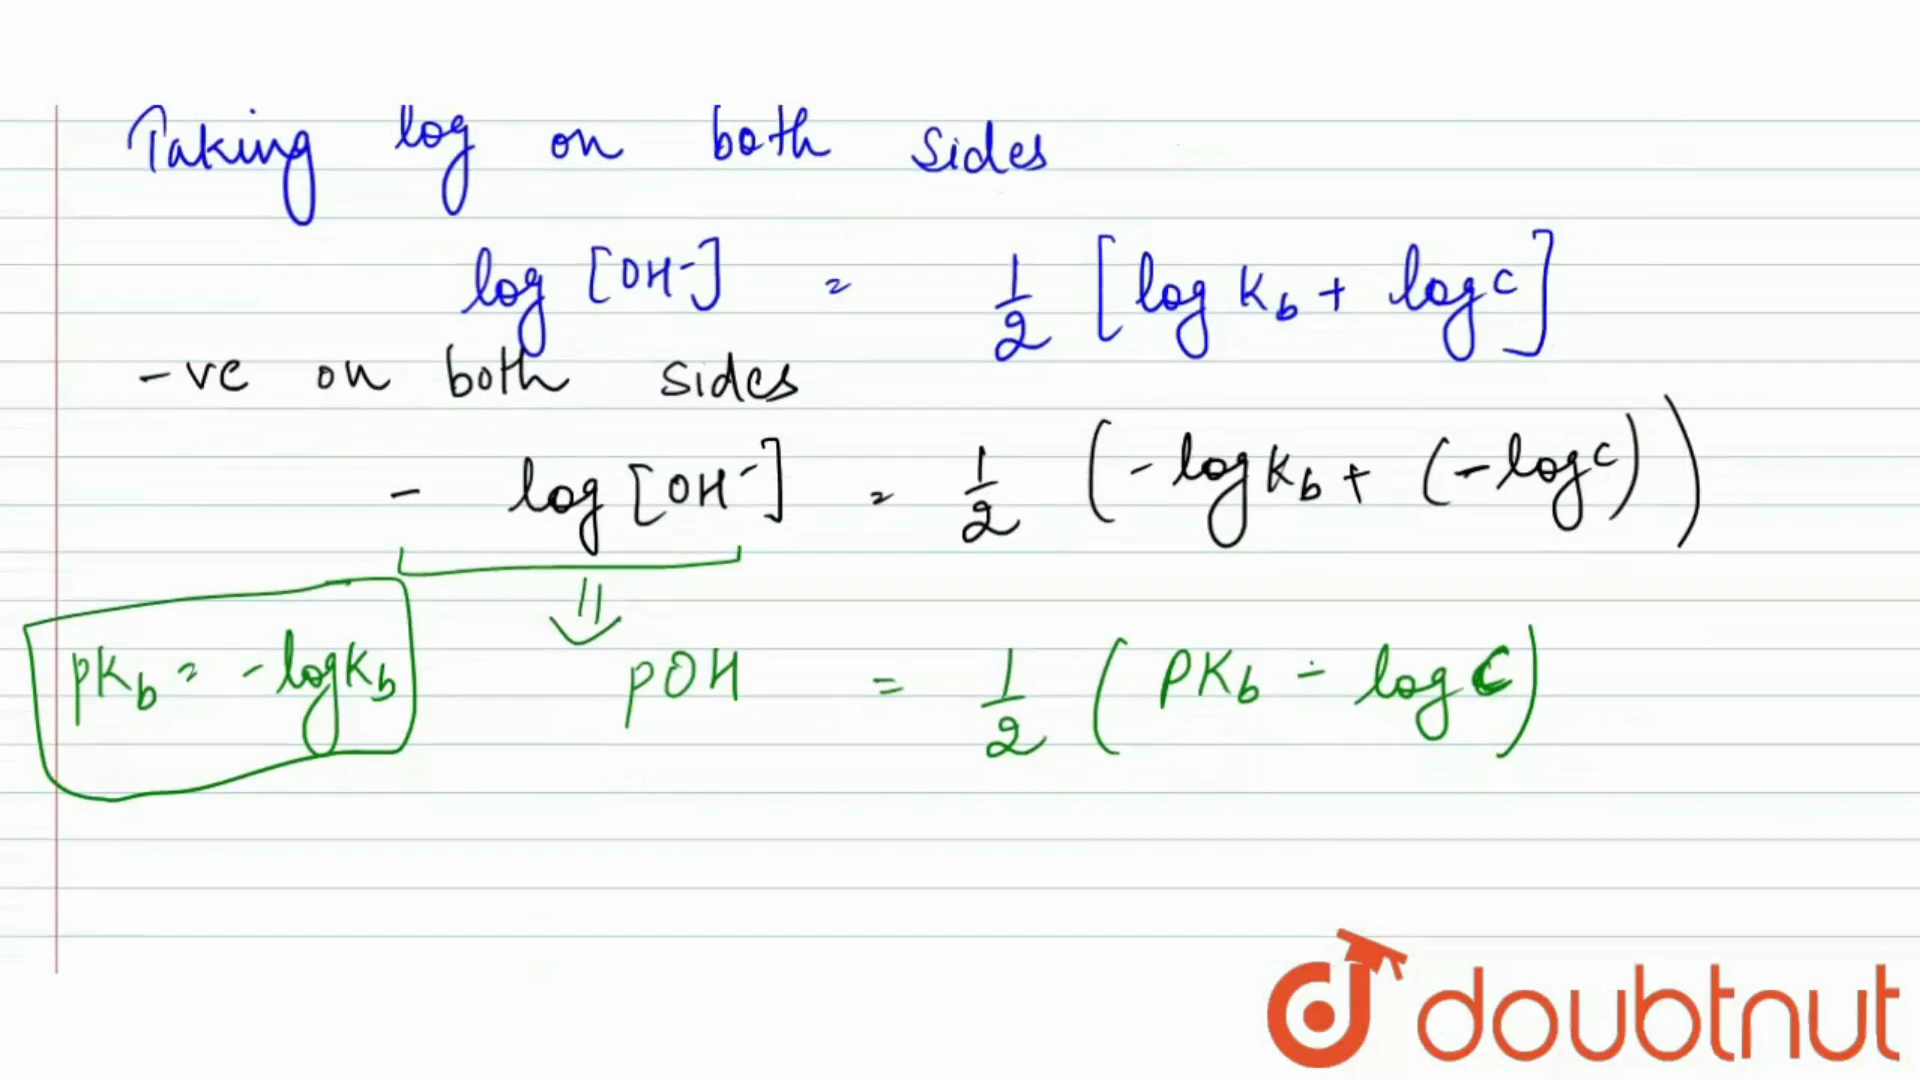 Taking log on both sides
log [OH⁻] = 1/2 [log K_b + log C]
-ve on both sides
- log [OH⁻] = 1/2 (-log K_b + (-log C))
pK_b = -log K_b
pOH = 1/2 (PK_b - log C)
doubtnut